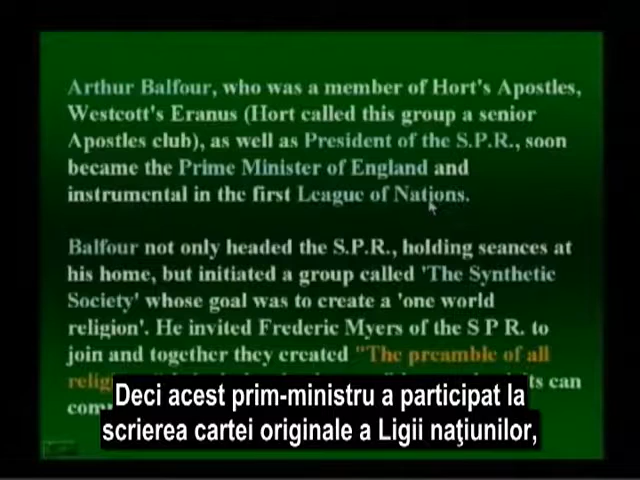 Arthur Balfour, who was a member of Hort's Apostles,
Westcott's Eranus (Hort called this group a senior
Apostles club), as well as President of the S.P.R., soon
became the Prime Minister of England and
instrumental in the first League of Nations.
Balfour not only headed the S.P.R., holding seances at
his home, but initiated a group called 'The Synthetic
Society' whose goal was to create a 'one world
religion'. He invited Frederic Myers of the S P R. to
join and together they created "The preamble of all
can
Deci acest prim-ministru a participat la
scrierea cartei originale a Ligii naţiunilor,